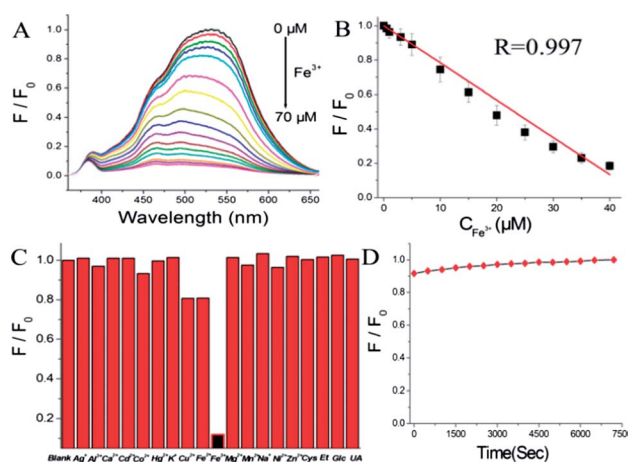 A
F / F₀
1.0
0.8
0.6
0.4
0.2
0.0
400 450 500 550 600 650
Wavelength (nm)
0 μM
Fe³⁺
70 μM
B
F / F₀
1.0
0.8
0.6
0.4
0.2
0.0
0 10 20 30 40
C Fe³⁺ (μM)
R=0.997
C
F / F₀
1.0
0.8
0.6
0.4
0.2
Blank Ag⁺ Al³⁺ Ca²⁺ Cd²⁺ Co²⁺ Hg²⁺ K⁺ Cu²⁺ Fe²⁺ Fe³⁺ Mg²⁺ Mn²⁺ Na⁺ Ni²⁺ Zn²⁺ Cys Et Glc UA
D
F / F₀
1.0
0.8
0.6
0.4
0.2
0.0
0 1500 3000 4500 6000 7500
Time(Sec)